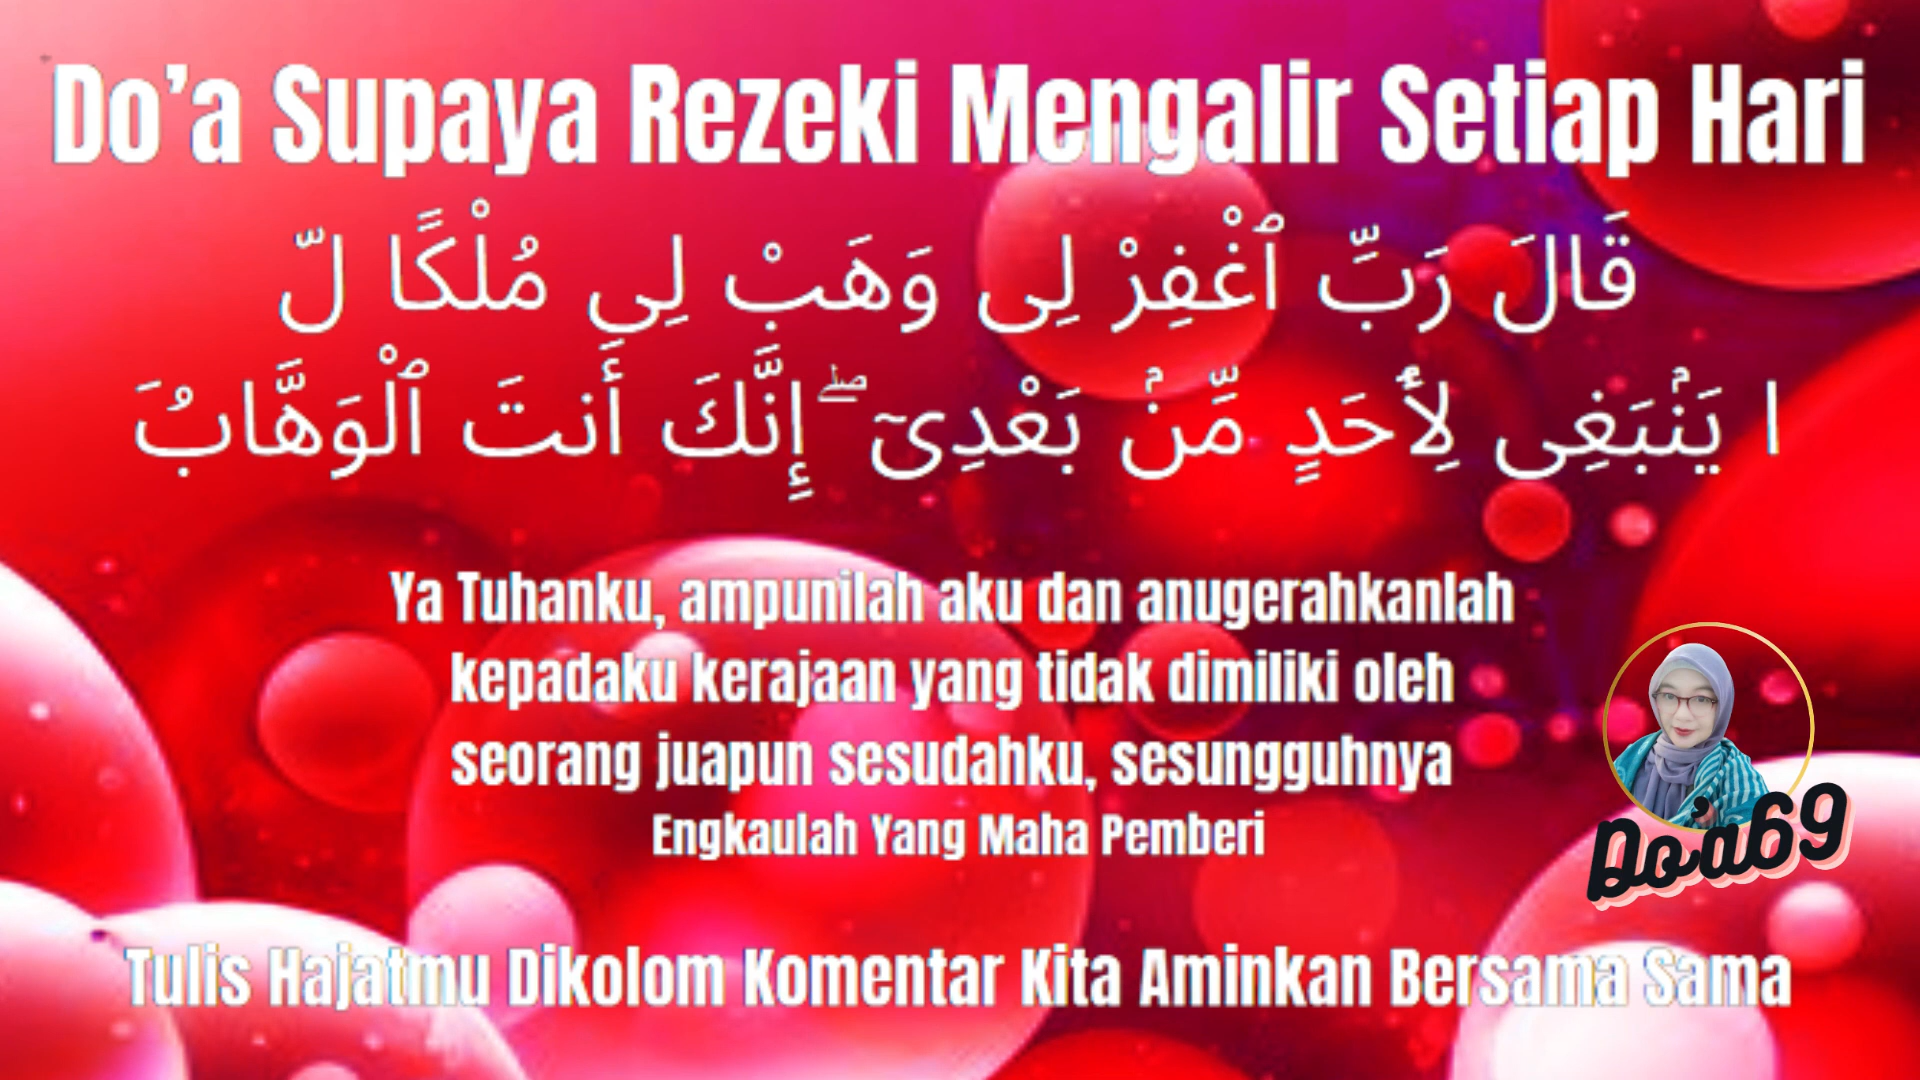 Do'a Supaya Rezeki Mengalir Setiap Hari
قَالَ رَبِّ ٱغْفِرْ لِى وَهَبْ لِى مُلْكًا لّ
ا يَنۢبَغِى لِأَحَدٍ مِّنۢ بَعْدِىٓ ۖ إِنَّكَ أَنتَ ٱلْوَهَّابُ
Ya Tuhanku, ampunilah aku dan anugerahkanlah
kepadaku kerajaan yang tidak dimiliki oleh
seorang juapun sesudahku, sesungguhnya
Engkaulah Yang Maha Pemberi
Do'a69
Tulis Hajatmu Dikolom Komentar Kita Aminkan Bersama Sama